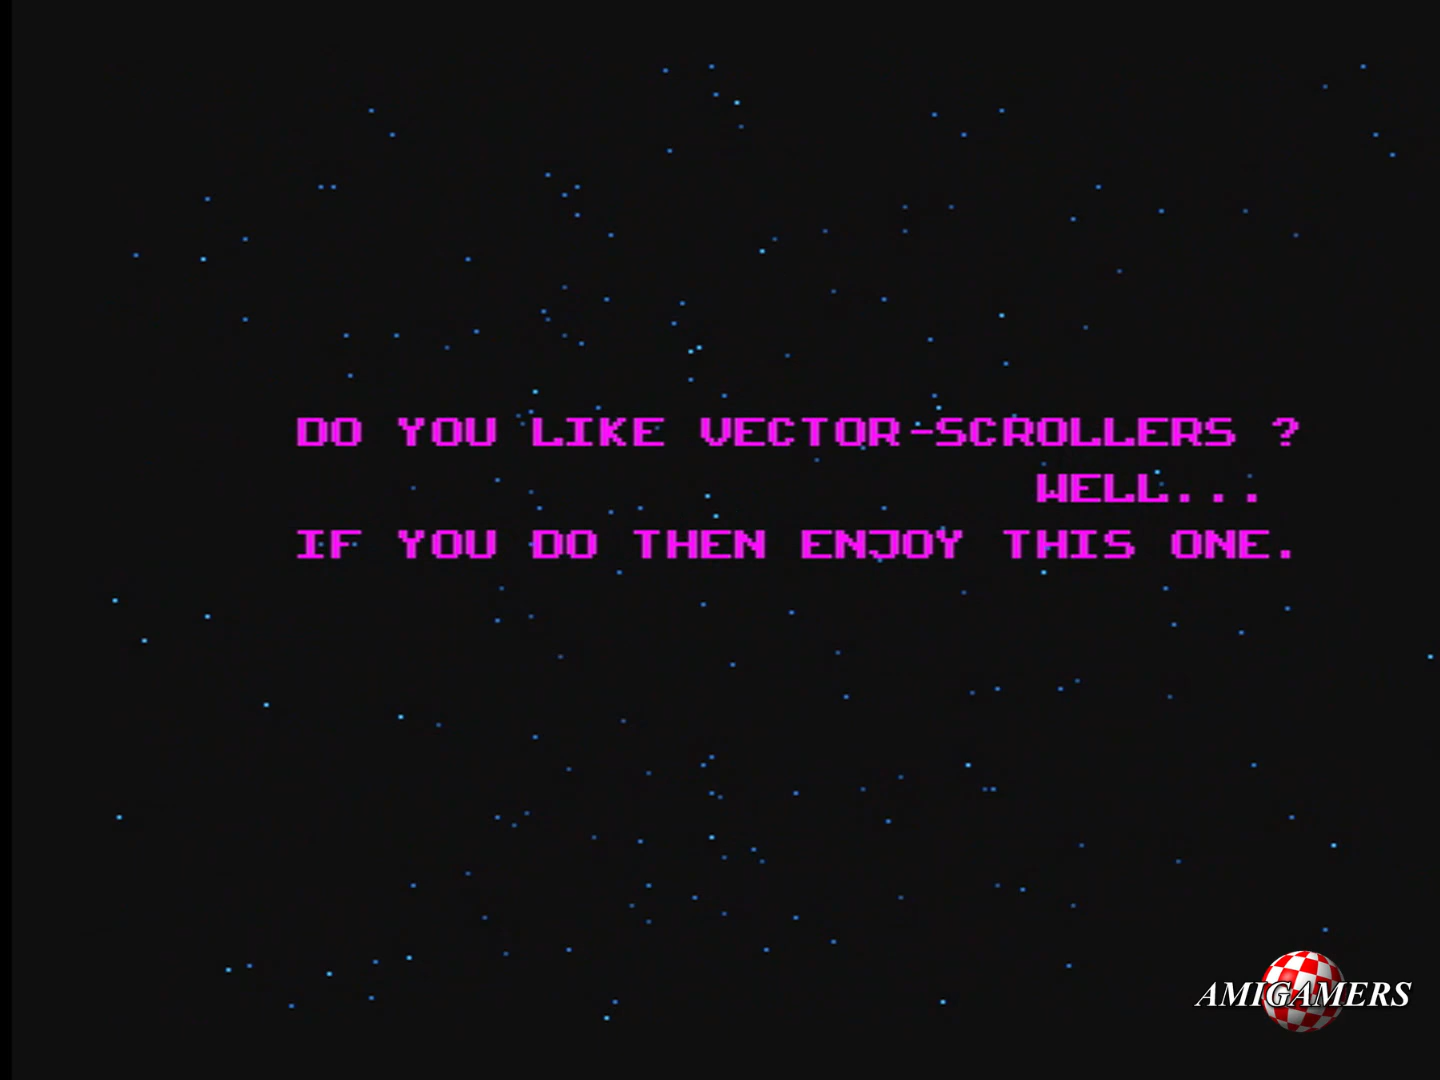 DO YOU LIKE VECTOR-SCROLLERS ?
WELL...
IF YOU DO THEN ENJOY THIS ONE.
AMIGAMERS